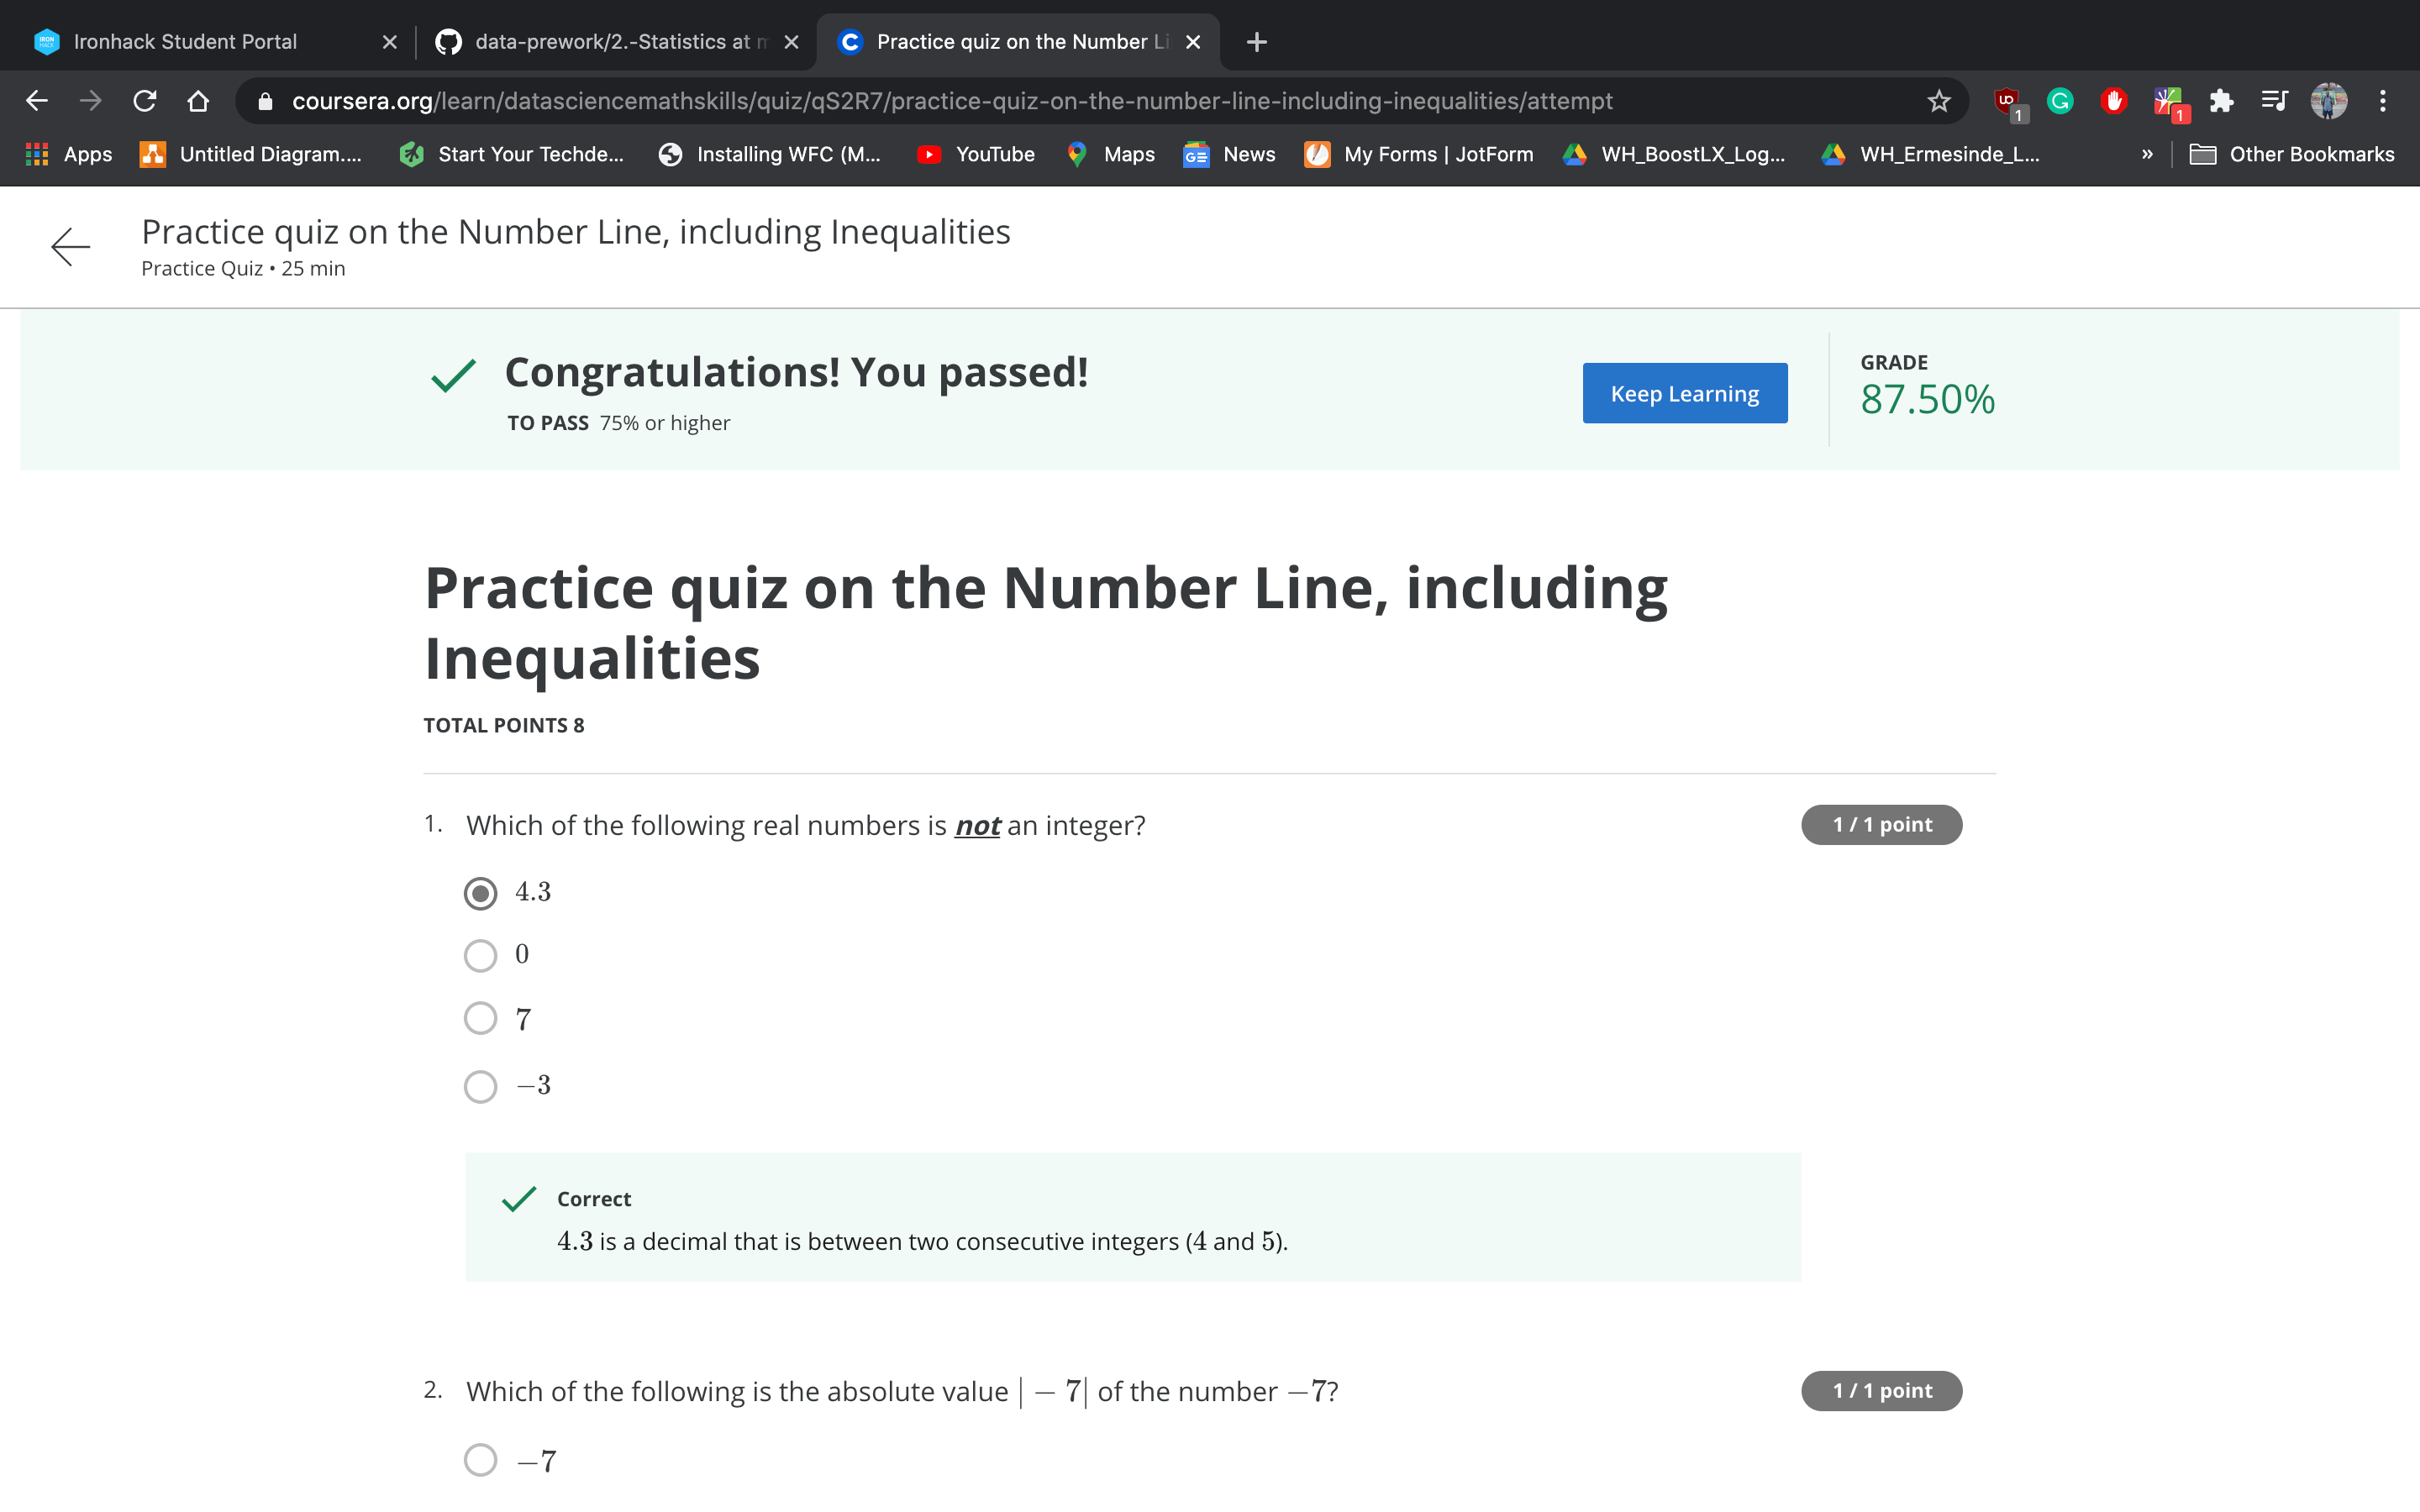 Ironhack Student Portal
data-prework/2.-Statistics at m
Practice quiz on the Number Li
coursera.org/learn/datasciencemathskills/quiz/qS2R7/practice-quiz-on-the-number-line-including-inequalities/attempt
1
1
Apps
Untitled Diagram....
Start Your Techde...
Installing WFC (M...
YouTube
Maps
News
My Forms | JotForm
WH_BoostLX_Log...
WH_Ermesinde_L...
»
Other Bookmarks
Practice quiz on the Number Line, including Inequalities
Practice Quiz • 25 min
Congratulations! You passed!
TO PASS 75% or higher
Keep Learning
GRADE
87.50%
Practice quiz on the Number Line, including
Inequalities
TOTAL POINTS 8
1. Which of the following real numbers is not an integer?
1 / 1 point
4.3
0
7
−3
Correct
4.3 is a decimal that is between two consecutive integers (4 and 5).
2. Which of the following is the absolute value | − 7| of the number −7?
1 / 1 point
−7